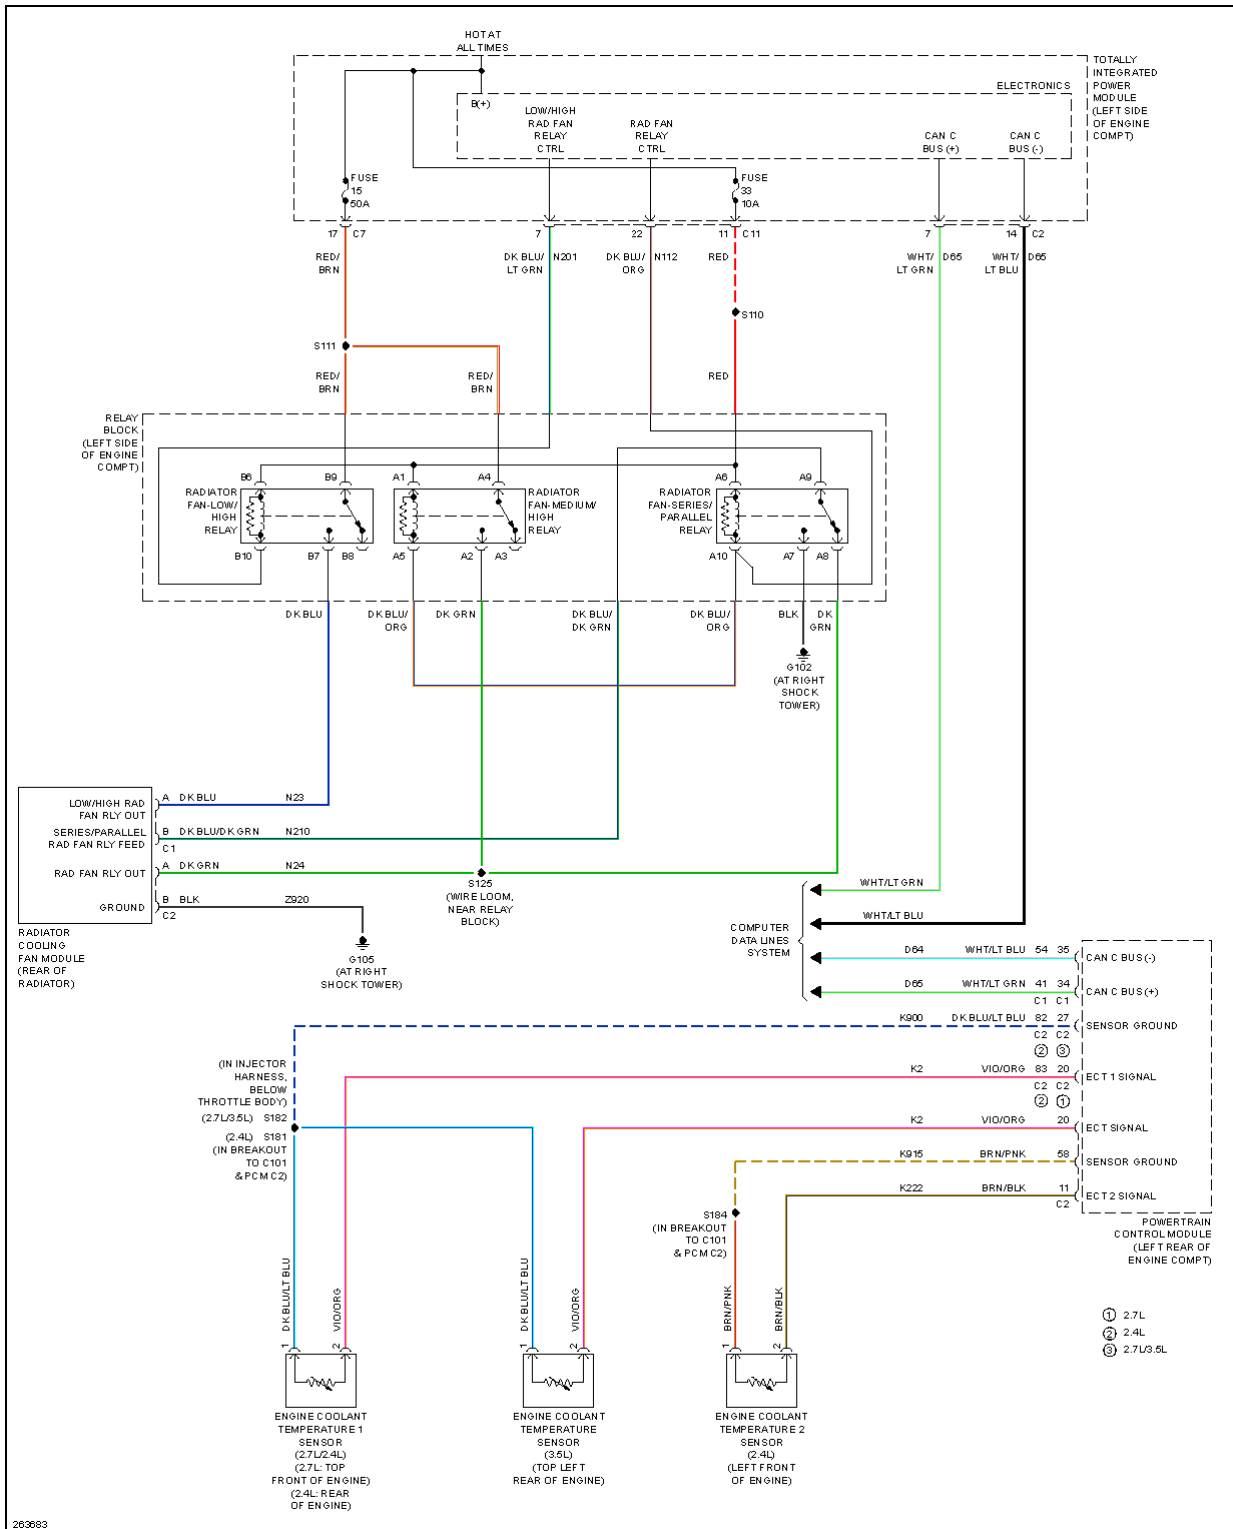 HOT AT
ALL TIMES
TOTALLY
INTEGRATED
POWER
MODULE
(LEFT SIDE
OF ENGINE
COMPT)
ELECTRONICS
B(+)
LOW/HIGH
RAD FAN
RELAY
CTRL
RAD FAN
RELAY
CTRL
CAN C
BUS (+)
CAN C
BUS (-)
FUSE
15
50A
FUSE
33
10A
17 C7
7
22
11 C11
7
14 C2
RED/
BRN
DK BLU/
LT GRN
N201
DK BLU/
ORG
N112
RED
WHT/
LT GRN
D65
WHT/
LT BLU
D65
S110
S111
RED/
BRN
RED/
BRN
RED
RELAY
BLOCK
(LEFT SIDE
OF ENGINE
COMPT)
B6 B9 A1 A4 A6 A9
RADIATOR
FAN-LOW/
HIGH
RELAY
RADIATOR
FAN-MEDIUM/
HIGH
RELAY
RADIATOR
FAN-SERIES/
PARALLEL
RELAY
B10 B7 B8 A5 A2 A3 A10 A7 A8
DK BLU
DK BLU/
ORG
DK GRN
DK BLU/
DK GRN
DK BLU/
ORG
BLK
DK
GRN
G102
(AT RIGHT
SHOCK
TOWER)
LOW/HIGH RAD
FAN RLY OUT
A DK BLU N23
SERIES/PARALLEL
RAD FAN RLY FEED
B DK BLU/DK GRN N210
C1
RAD FAN RLY OUT
A DK GRN N24
GROUND
B BLK Z920
C2
RADIATOR
COOLING
FAN MODULE
(REAR OF
RADIATOR)
G105
(AT RIGHT
SHOCK TOWER)
S125
(WIRE LOOM,
NEAR RELAY
BLOCK)
WHT/LT GRN
WHT/LT BLU
COMPUTER
DATA LINES
SYSTEM
D64 WHT/LT BLU 54 35 CAN C BUS (-)
D65 WHT/LT GRN 41 34 CAN C BUS (+)
C1 C1
K900 DK BLU/LT BLU 82 27 SENSOR GROUND
C2 C2
2 3
K2 VIO/ORG 83 20 ECT 1 SIGNAL
C2 C2
2 1
K2 VIO/ORG 20 ECT SIGNAL
K915 BRN/PNK 58 SENSOR GROUND
K222 BRN/BLK 11 ECT 2 SIGNAL
C2
POWERTRAIN
CONTROL MODULE
(LEFT REAR OF
ENGINE COMPT)
(IN INJECTOR
HARNESS,
BELOW
THROTTLE BODY)
(2.7L/3.5L) S182
(2.4L) S181
(IN BREAKOUT
TO C101
& PCM C2)
S184
(IN BREAKOUT
TO C101
& PCM C2)
DK BLU/LT BLU
VIO/ORG
DK BLU/LT BLU
VIO/ORG
BRN/PNK
BRN/BLK
1 2 1 2 1 2
1 2.7L
2 2.4L
3 2.7L/3.5L
ENGINE COOLANT
TEMPERATURE 1
SENSOR
(2.7L/2.4L)
(2.7L: TOP
FRONT OF ENGINE)
(2.4L: REAR
OF ENGINE)
ENGINE COOLANT
TEMPERATURE
SENSOR
(3.5L)
(TOP LEFT
REAR OF ENGINE)
ENGINE COOLANT
TEMPERATURE 2
SENSOR
(2.4L)
(LEFT FRONT
OF ENGINE)
263683